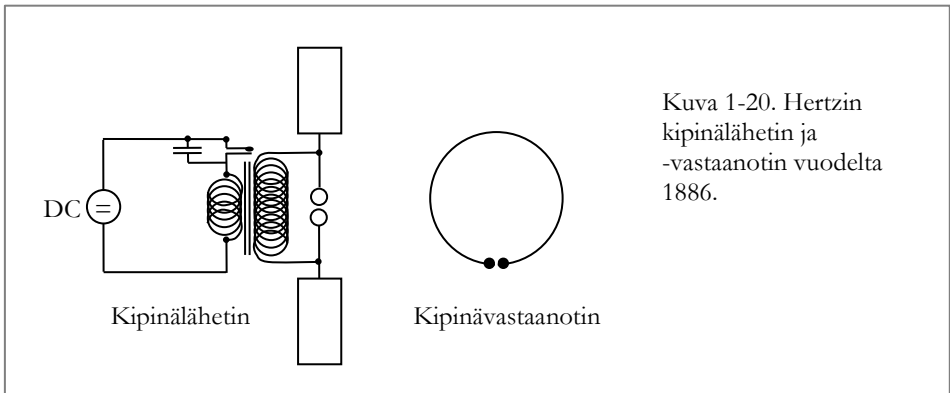 Kuva 1-20. Hertzin
kipinälähetin ja
-vastaanotin vuodelta
1886.
DC
Kipinälähetin
Kipinävastaanotin